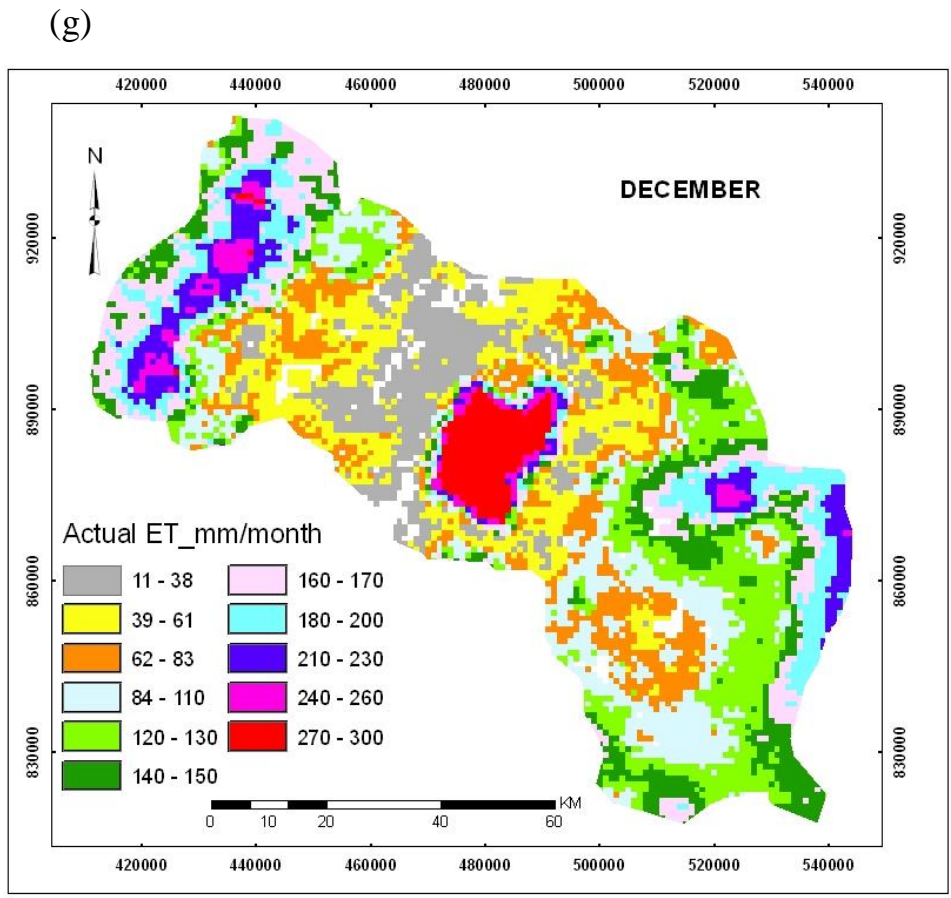 (g)
420000 440000 460000 480000 500000 520000 540000
N
DECEMBER
920000 920000
890000 890000
Actual ET_mm/month
11 - 38 160 - 170
860000 860000
39 - 61 180 - 200
62 - 83 210 - 230
84 - 110 240 - 260
120 - 130 270 - 300
830000 830000
140 - 150
KM
0 10 20 40 60
420000 440000 460000 480000 500000 520000 540000